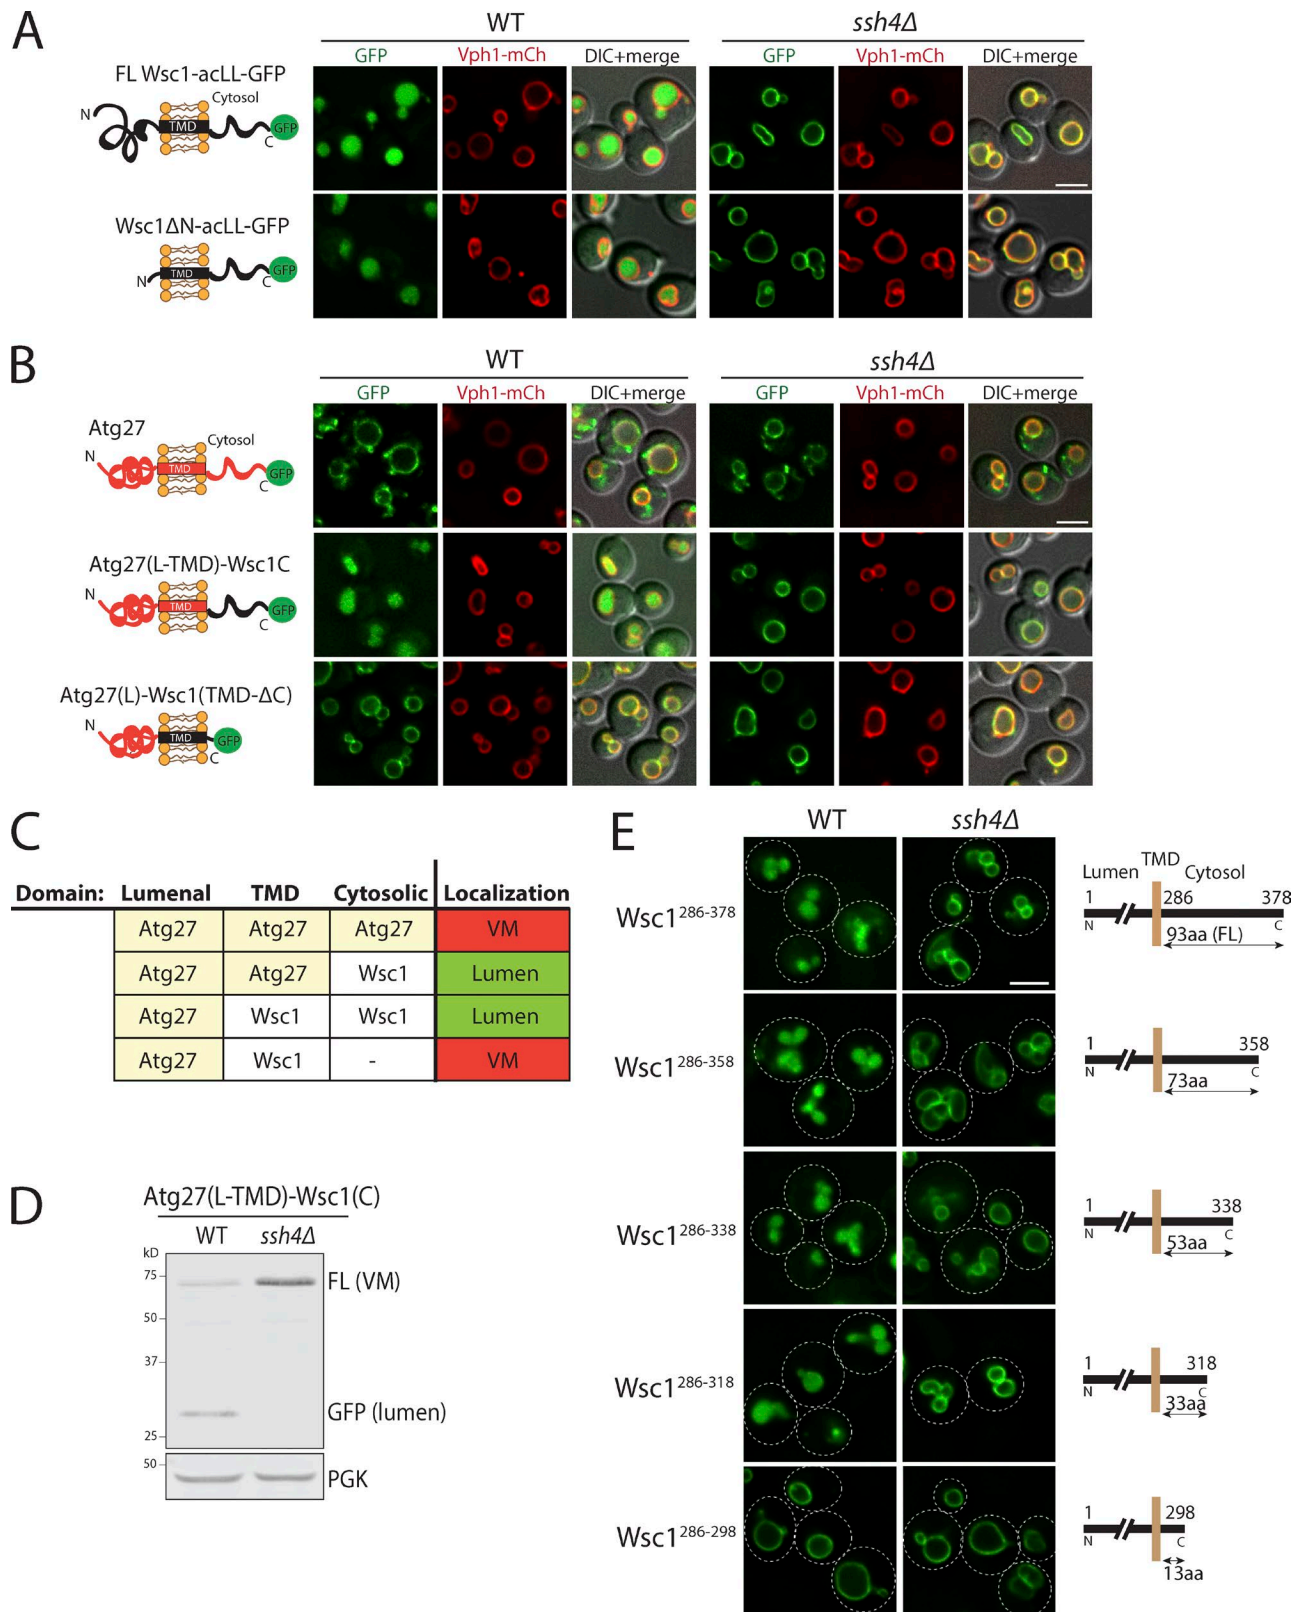 A
WT
ssh4Δ
GFP
Vph1-mCh
DIC+merge
GFP
Vph1-mCh
DIC+merge
FL Wsc1-acLL-GFP
Cytosol
N
TMD
GFP
C
Wsc1ΔN-acLL-GFP
N
TMD
GFP
C
B
WT
ssh4Δ
GFP
Vph1-mCh
DIC+merge
GFP
Vph1-mCh
DIC+merge
Atg27
Cytosol
N
TMD
GFP
C
Atg27(L-TMD)-Wsc1C
N
TMD
GFP
C
Atg27(L)-Wsc1(TMD-ΔC)
N
TMD
GFP
C
C
Domain: Lumenal TMD Cytosolic Localization
Atg27 Atg27 Atg27 VM
Atg27 Atg27 Wsc1 Lumen
Atg27 Wsc1 Wsc1 Lumen
Atg27 Wsc1 - VM
D
Atg27(L-TMD)-Wsc1(C)
WT ssh4Δ
kD
75
FL (VM)
50
37
GFP (lumen)
25
50
PGK
E
WT
ssh4Δ
Wsc1286-378
Lumen TMD Cytosol
1 286 378
N C
93aa (FL)
Wsc1286-358
1 358
N C
73aa
Wsc1286-338
1 338
N C
53aa
Wsc1286-318
1 318
N C
33aa
Wsc1286-298
1 298
N C
13aa